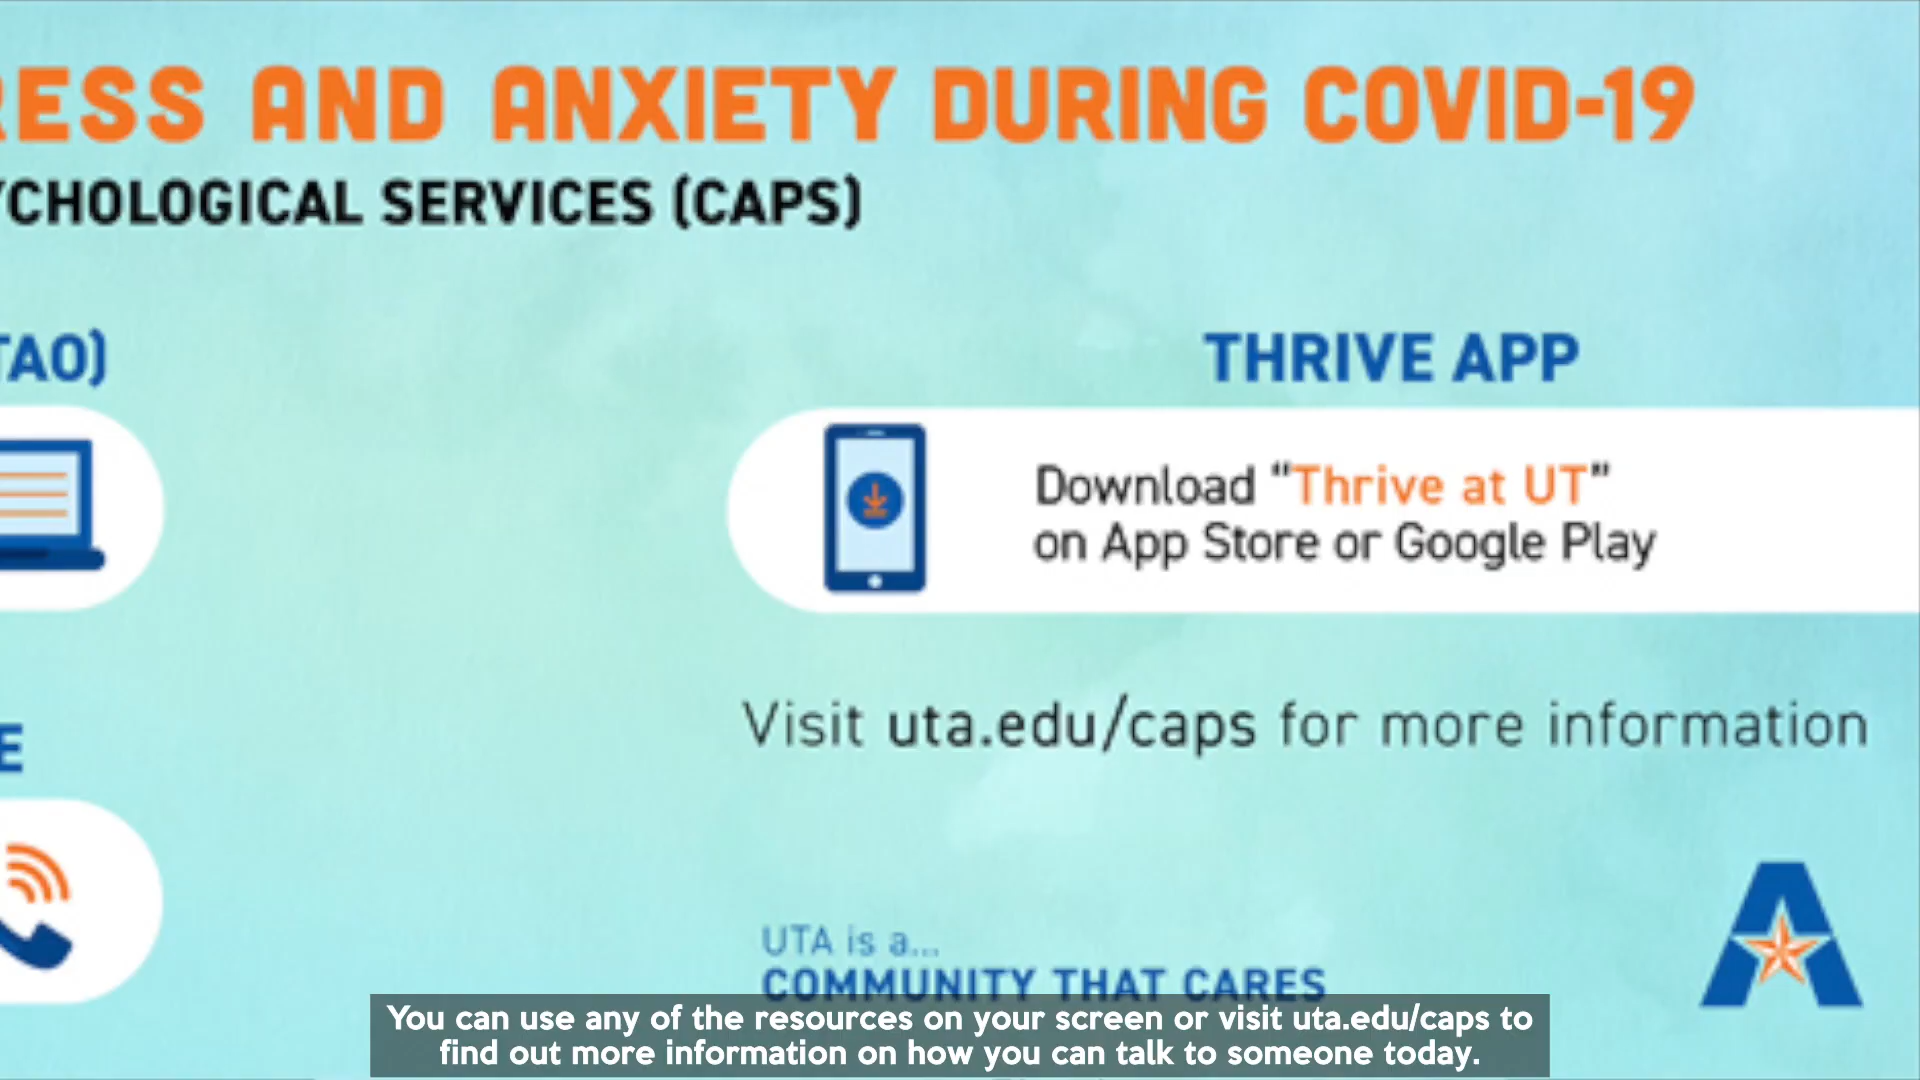 AND ANXIETY DURING COVID-19
SERVICES (CAPS)
TAO)
THRIVE APP
Download “Thrive at UT”
on App Store or Google Play
Visit uta.edu/caps for more information
UTA is a...
COMMUNITY THAT CARES
You can use any of the resources on your screen or visit uta.edu/caps to
find out more information on how you can talk to someone today.